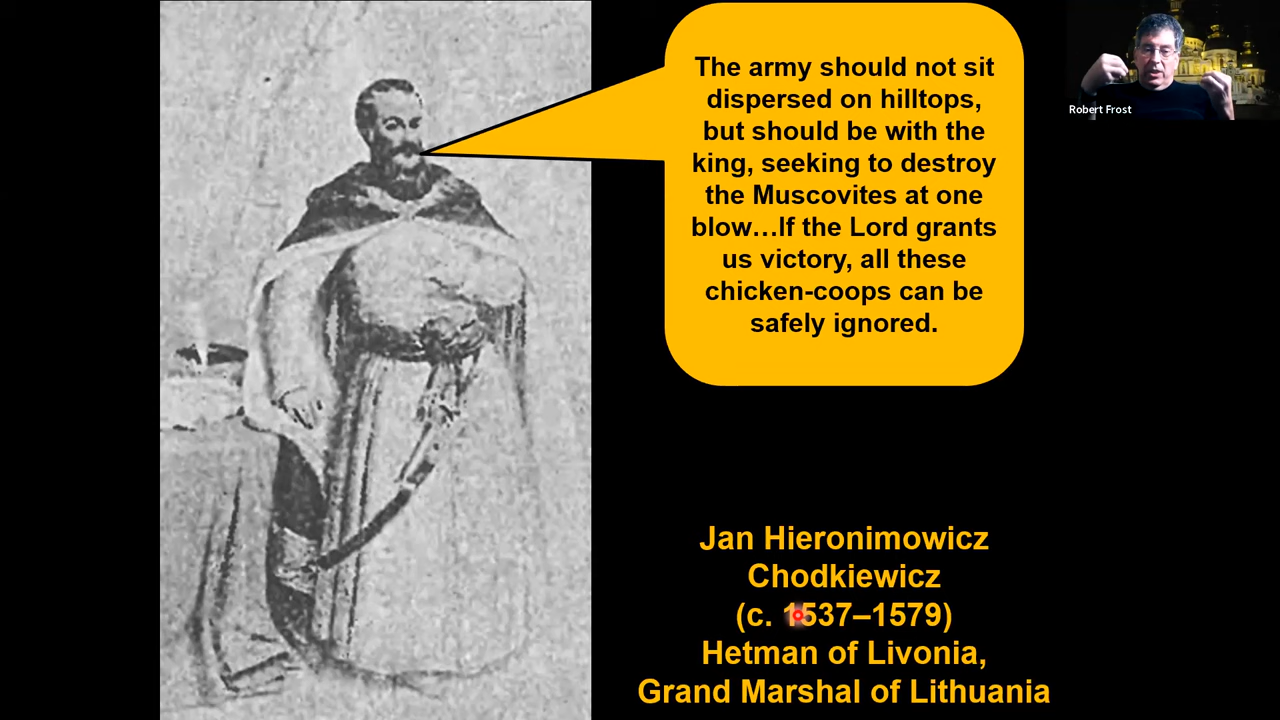 The army should not sit
dispersed on hilltops,
but should be with the
king, seeking to destroy
the Muscovites at one
blow…If the Lord grants
us victory, all these
chicken-coops can be
safely ignored.
Robert Frost
Jan Hieronimowicz
Chodkiewicz
(c. 1537–1579)
Hetman of Livonia,
Grand Marshal of Lithuania